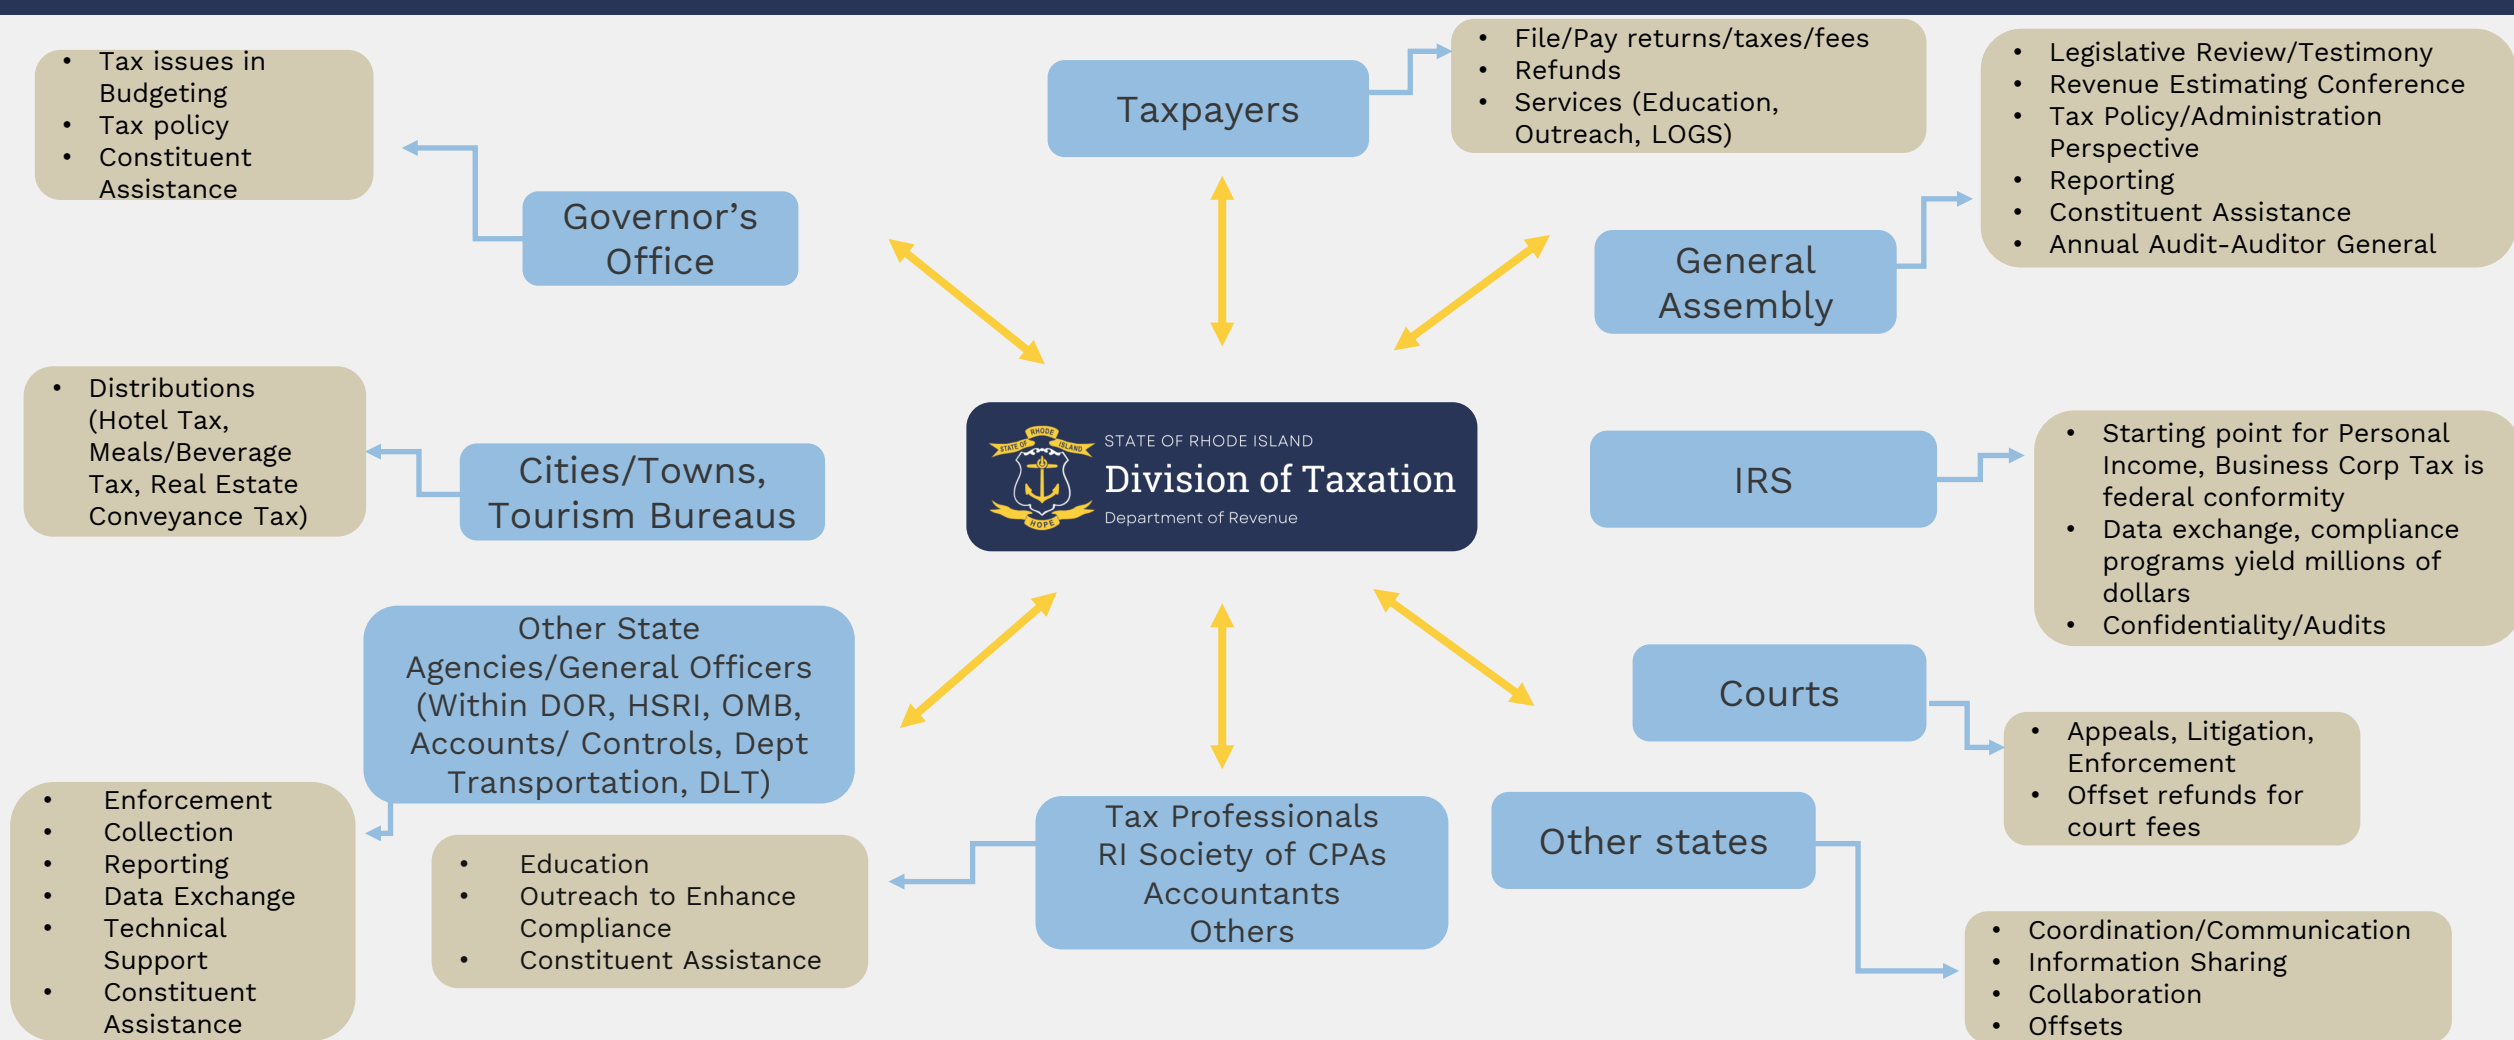 • Tax issues in
Budgeting
• Tax policy
• Constituent
Assistance
Governor’s
Office
Taxpayers
• File/Pay returns/taxes/fees
• Refunds
• Services (Education,
Outreach, LOGS)
General
Assembly
• Legislative Review/Testimony
• Revenue Estimating Conference
• Tax Policy/Administration
Perspective
• Reporting
• Constituent Assistance
• Annual Audit-Auditor General
• Distributions
(Hotel Tax,
Meals/Beverage
Tax, Real Estate
Conveyance Tax)
Cities/Towns,
Tourism Bureaus
STATE OF RHODE ISLAND
HOPE
STATE OF RHODE ISLAND
Division of Taxation
Department of Revenue
IRS
• Starting point for Personal
Income, Business Corp Tax is
federal conformity
• Data exchange, compliance
programs yield millions of
dollars
• Confidentiality/Audits
Other State
Agencies/General Officers
(Within DOR, HSRI, OMB,
Accounts/ Controls, Dept
Transportation, DLT)
• Enforcement
• Collection
• Reporting
• Data Exchange
• Technical
Support
• Constituent
Assistance
• Education
• Outreach to Enhance
Compliance
• Constituent Assistance
Tax Professionals
RI Society of CPAs
Accountants
Others
Courts
• Appeals, Litigation,
Enforcement
• Offset refunds for
court fees
Other states
• Coordination/Communication
• Information Sharing
• Collaboration
• Offsets